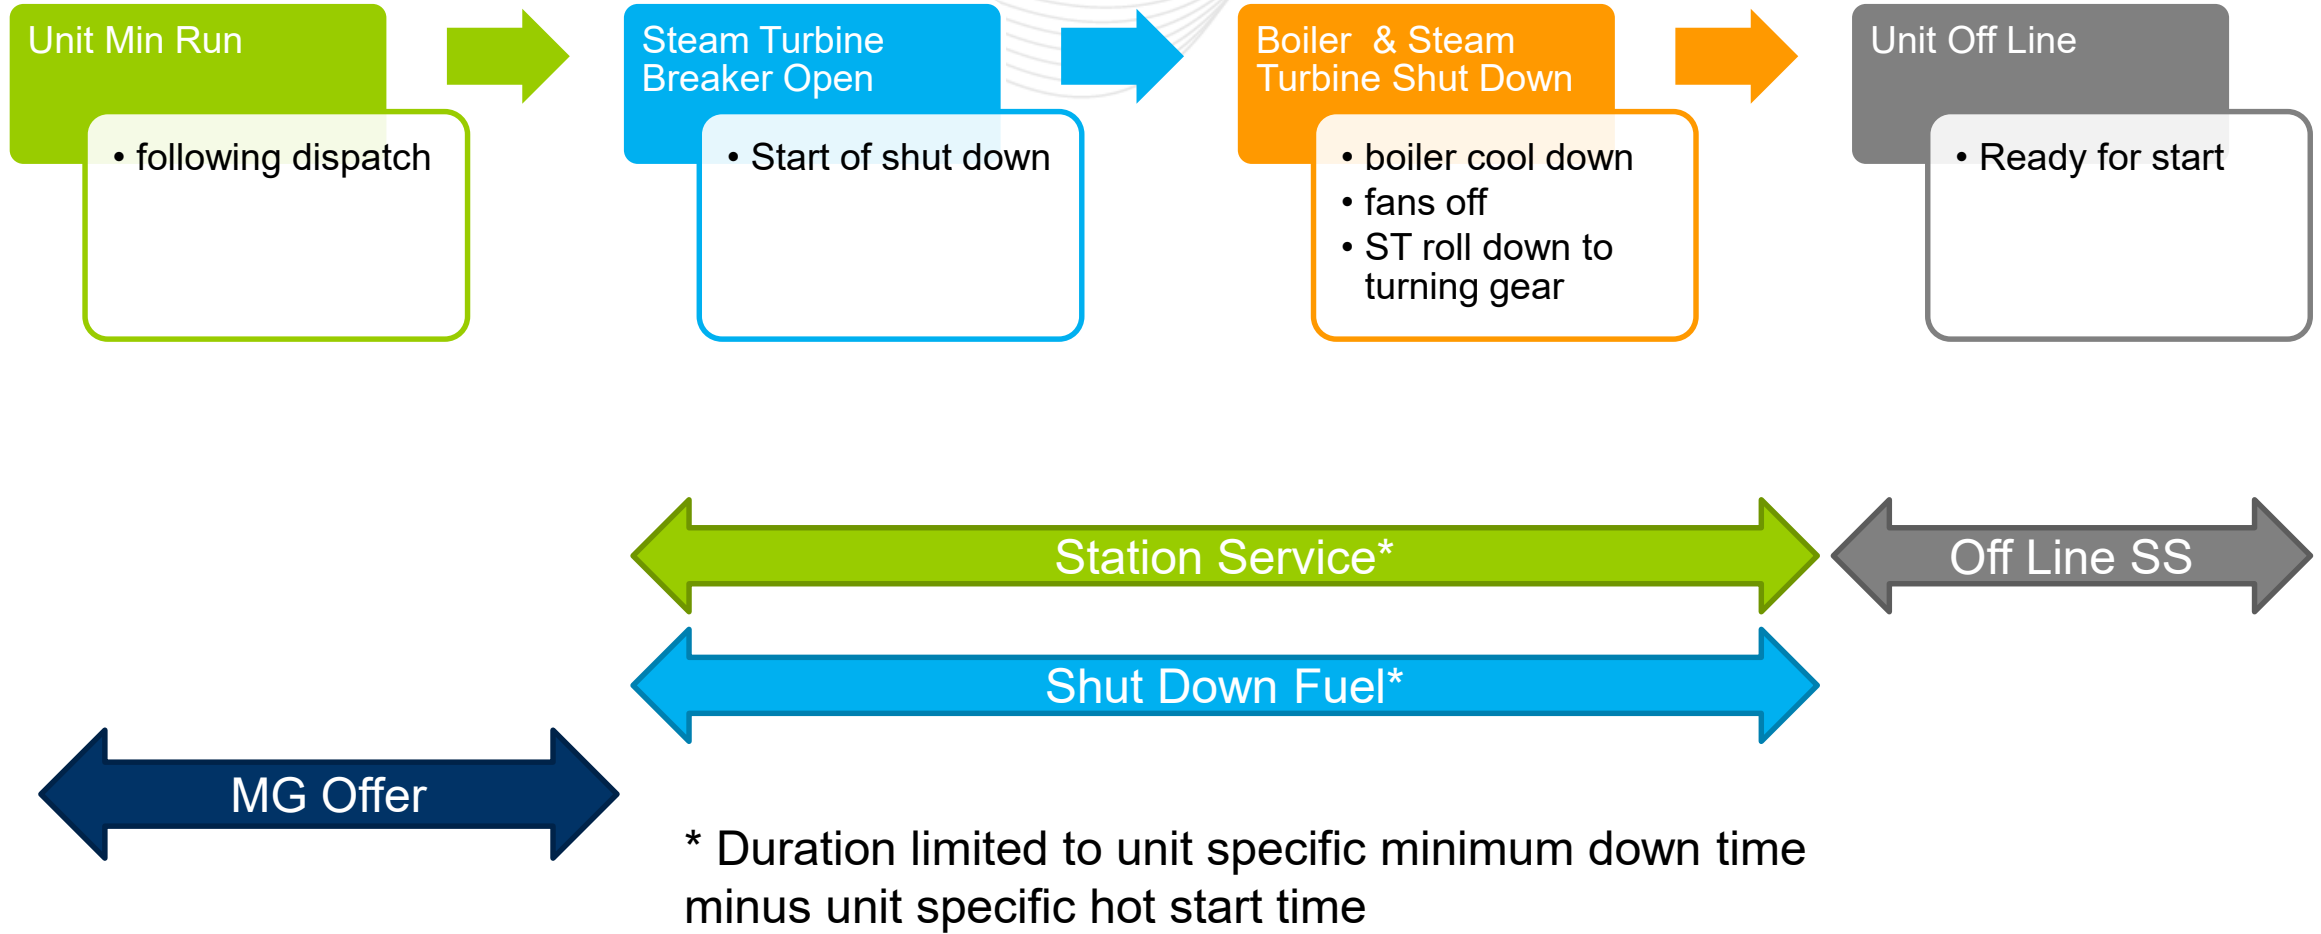 Unit Min Run
• following dispatch
Steam Turbine
Breaker Open
• Start of shut down
Boiler & Steam
Turbine Shut Down
• boiler cool down
• fans off
• ST roll down to
turning gear
Unit Off Line
• Ready for start
Station Service*
Off Line SS
Shut Down Fuel*
MG Offer
* Duration limited to unit specific minimum down time
minus unit specific hot start time